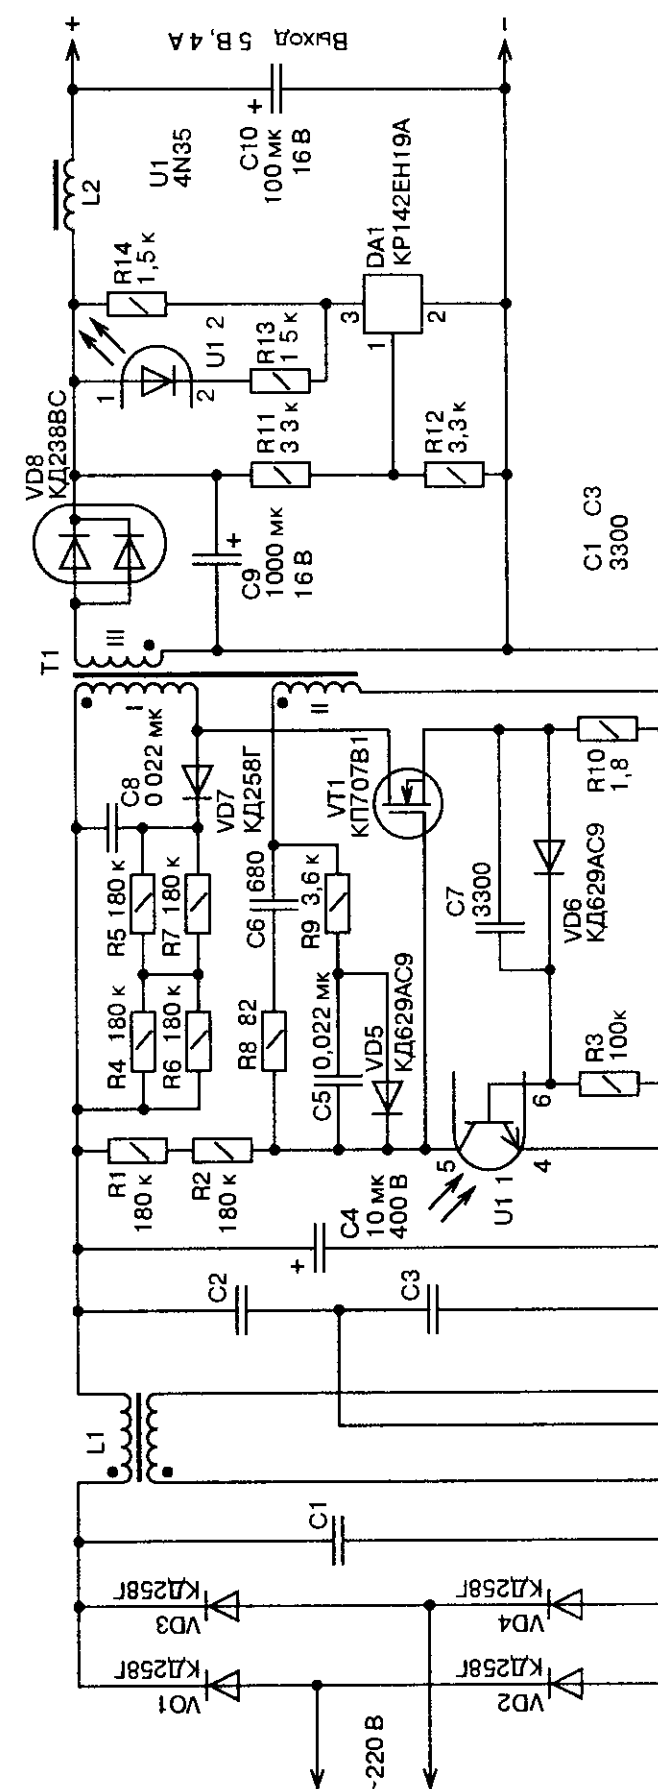 +
Выход 5 В, 4 А
–
C10
100 мк
16 В
+
U1
4N35
L2
R14
1,5 к
DA1
КР142ЕН19А
3
1
2
1
2
U1 2
R13
1 5 к
R11
3 3 к
R12
3,3 к
VD8
КД238ВС
C9
1000 мк
16 В
+
C1 C3
3300
T1
III
I
II
C8
0 022 мк
VD7
КД258Г
R5 180 к
R7 180 к
R4 180 к
R6 180 к
C6 680
R9 3,6 к
R8 82
C5 0,022 мк
VD5
КД629АС9
VT1
КП707В1
C7
3300
VD6
КД629АС9
R10
1,8
R3
100к
R1
180 к
R2
180 к
5
6
4
U1 1
C4
10 мк
400 В
+
C2
C3
L1
C1
VD3
КД258Г
VD4
КД258Г
VO1
КД258Г
VD2
КД258Г
~220 В